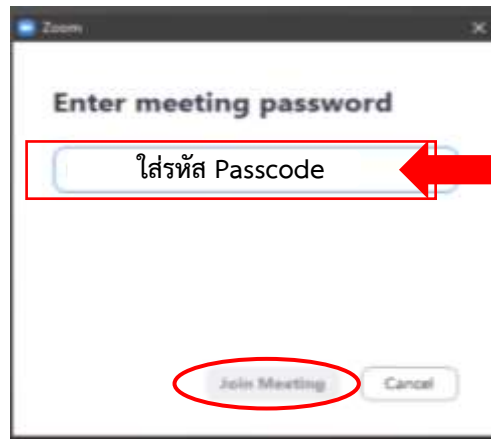 Zoom
Enter meeting password
ใส่รหัส Passcode
Join Meeting
Cancel